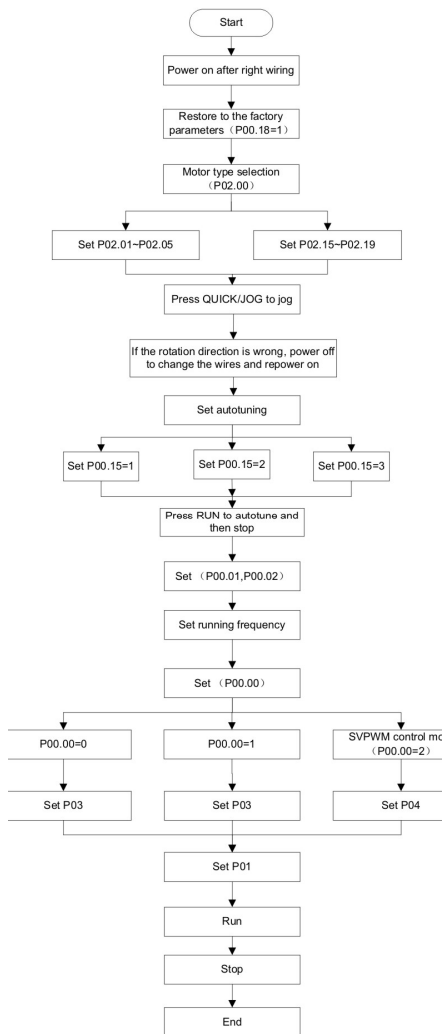 Start
Power on after right wiring
Restore to the factory
parameters（P00.18=1）
Motor type selection
(P02.00)
Set P02.01~P02.05
Set P02.15~P02.19
Press QUICK/JOG to jog
If the rotation direction is wrong, power off
to change the wires and repower on
Set autotuning
Set P00.15=1
Set P00.15=2
Set P00.15=3
Press RUN to autotune and
then stop
Set （P00.01,P00.02）
Set running frequency
Set （P00.00）
P00.00=0
P00.00=1
SVPWM control mo
（P00.00=2）
Set P03
Set P03
Set P04
Set P01
Run
Stop
End